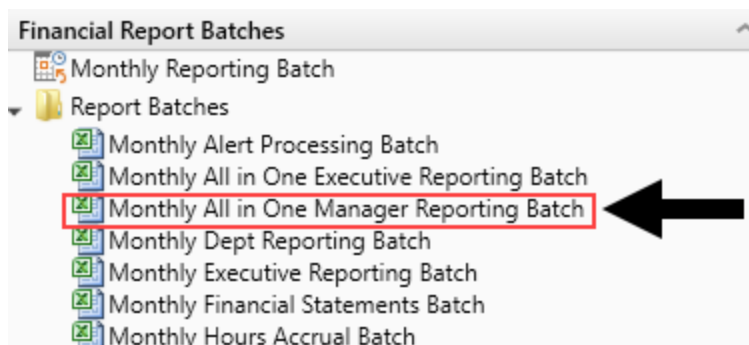 Financial Report Batches
Monthly Reporting Batch
Report Batches
Monthly Alert Processing Batch
Monthly All in One Executive Reporting Batch
Monthly All in One Manager Reporting Batch
Monthly Dept Reporting Batch
Monthly Executive Reporting Batch
Monthly Financial Statements Batch
Monthly Hours Accrual Batch